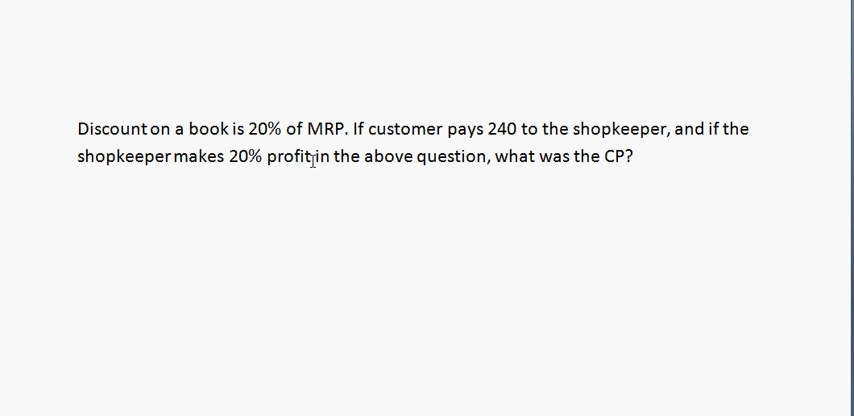 Discount on a book is 20% of MRP. If customer pays 240 to the shopkeeper, and if the
shopkeeper makes 20% profit in the above question, what was the CP?